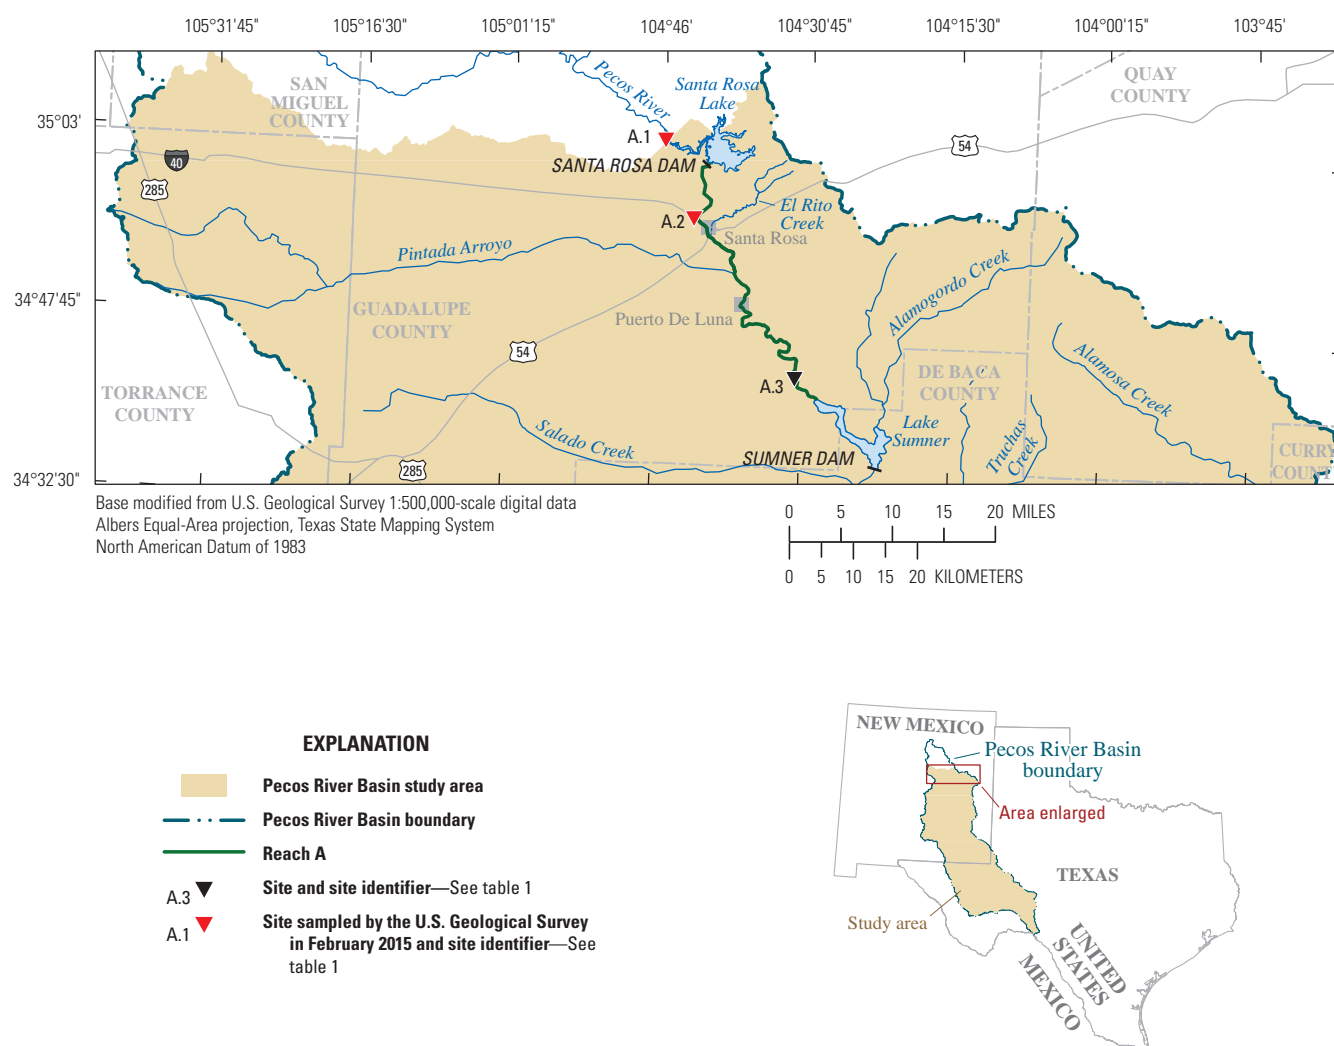 105°31'45" 105°16'30" 105°01'15" 104°46' 104°30'45" 104°15'30" 104°00'15" 103°45'
35°03'
34°47'45"
34°32'30"
SAN
MIGUEL
COUNTY
Pecos River
Santa Rosa
Lake
QUAY
COUNTY
A.1
54
40
SANTA ROSA DAM
285
A.2
El Rito
Creek
Santa Rosa
Pintada Arroyo
Alamogordo Creek
GUADALUPE
COUNTY
Puerto De Luna
54
Alamosa Creek
DE BACA
COUNTY
TORRANCE
COUNTY
A.3
Salado Creek
Lake
Sumner
Truchas
Creek
SUMNER DAM
CURRY
COUNTY
285
Base modified from U.S. Geological Survey 1:500,000-scale digital data
Albers Equal-Area projection, Texas State Mapping System
North American Datum of 1983
0 5 10 15 20 MILES
0 5 10 15 20 KILOMETERS
EXPLANATION
Pecos River Basin study area
Pecos River Basin boundary
Reach A
A.3 Site and site identifier—See table 1
A.1 Site sampled by the U.S. Geological Survey
in February 2015 and site identifier—See
table 1
NEW MEXICO
Pecos River Basin
boundary
Area enlarged
TEXAS
Study area
UNITED
STATES
MEXICO